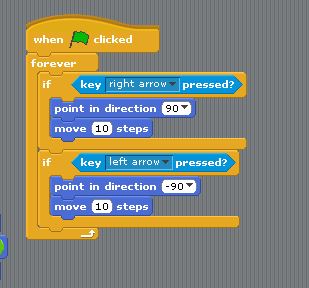 when clicked
forever
if key right arrow pressed?
point in direction 90
move 10 steps
if key left arrow pressed?
point in direction -90
move 10 steps